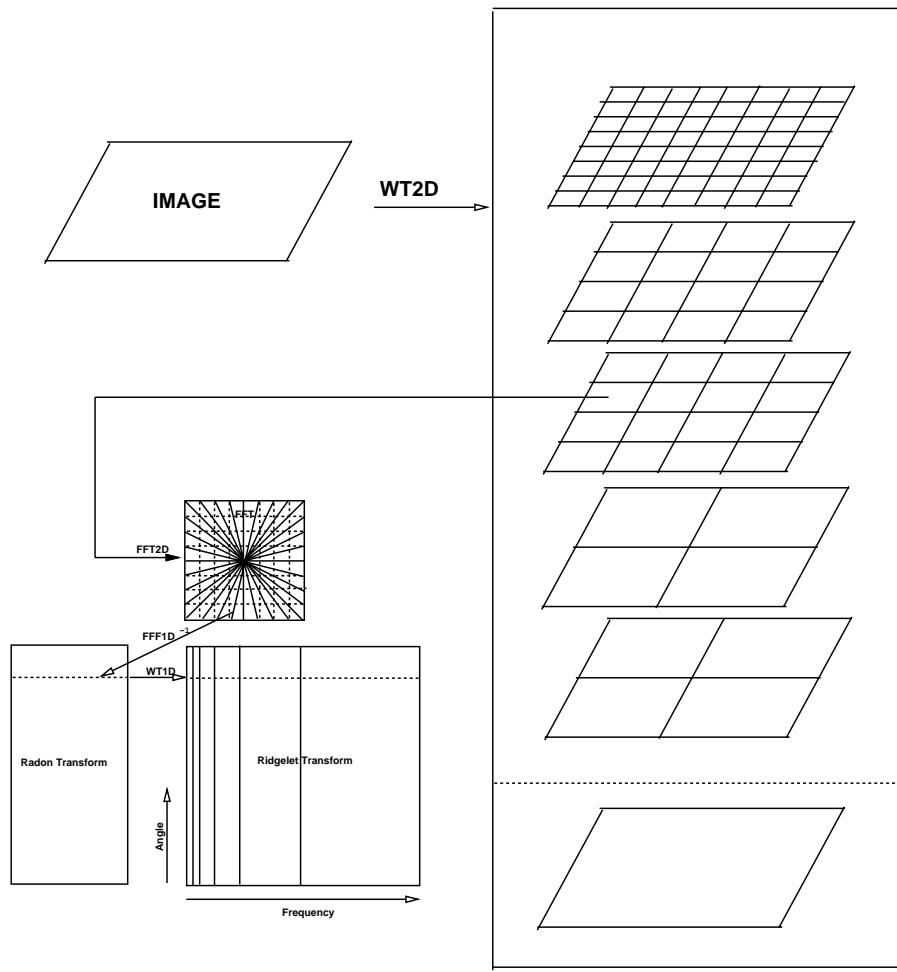 IMAGE
WT2D
FFT
FFT2D
FFF1D⁻¹
WT1D
Radon Transform
Ridgelet Transform
Angle
Frequency